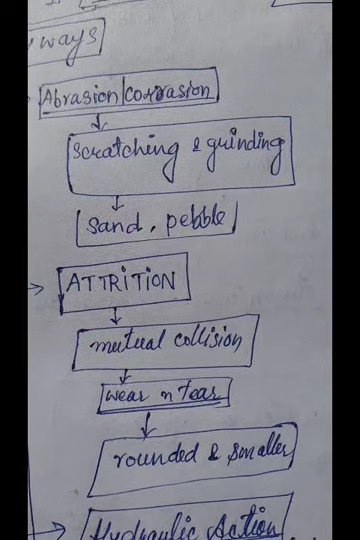 ways
Abrasion/corrasion
Scratching & grinding
sand, pebble
ATTRITION
mutual collision
wear n tear
rounded & smaller
Hydraulic Action